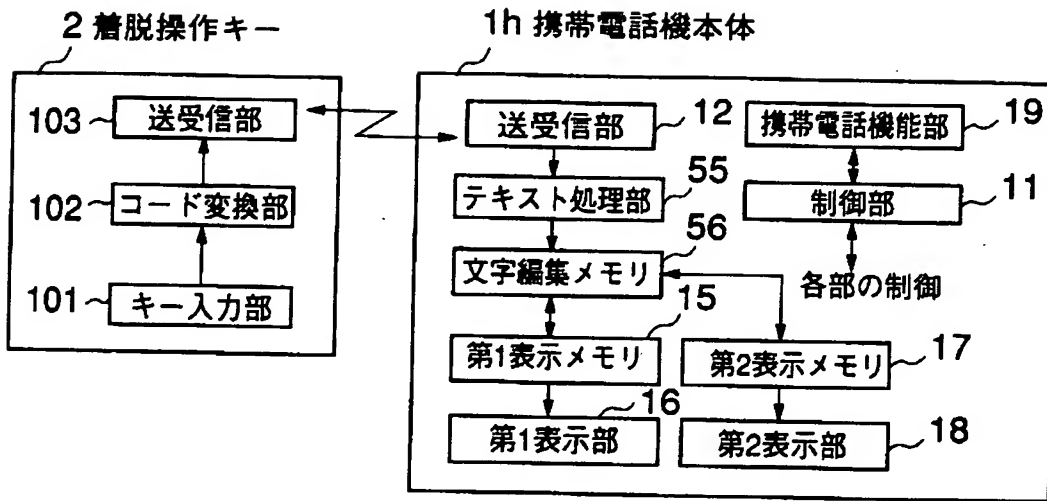 2 着脱操作キー
103 送受信部
102 コード変換部
101 キー入力部
1h 携帯電話機本体
送受信部 12
携帯電話機能部 19
テキスト処理部 55
制御部 11
文字編集メモリ 56
各部の制御
第1表示メモリ 15
第2表示メモリ 17
第1表示部 16
第2表示部 18